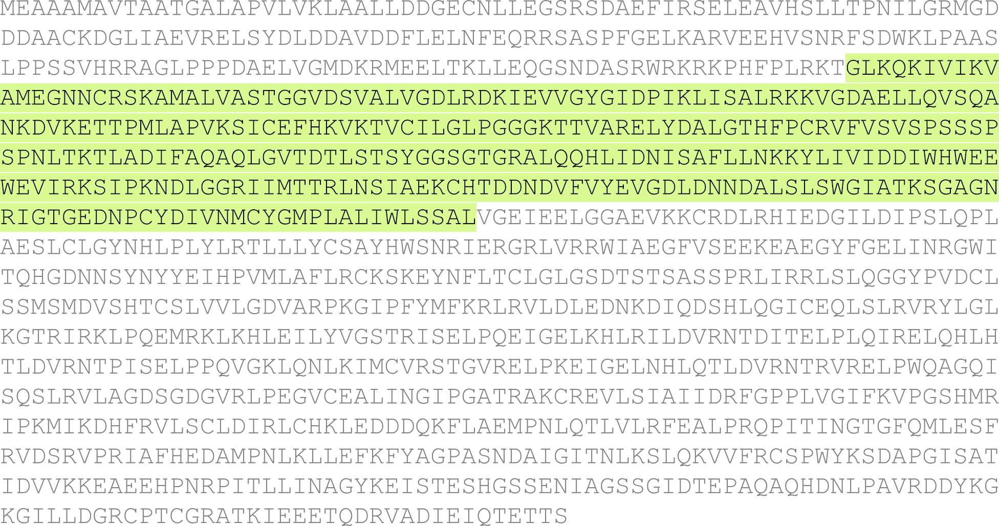 MEAAAMAVTAATGALAPVLVKLAALLDDGECNLLEGSRSDAEFIRSELEAVHSLLTPNILGRMGD
DDAACKDGLIAEVRELSYDLDDAVDDFLELNFEQRRSASPFGELKARVEEHVSNRFSDWKLPAAS
LPPSSVHRRAGLPPPDAELVGMDKRMEELTKLLEQGSNDASRWRKRKPHFPLRKTGLKQKIVIKV
AMEGNNCRSKAMALVASTGGVDSVALVGDLRDKIEVVGYGIDPIKLISALRKKVGDAELLQVSQA
NKDVKETTPMLAPVKSICEFHKVKTVCILGLPGGGKTTVARELYDALGTHFPCRVFVSVSPSSSP
SPNLTKTLADIFAQAQLGVTDTLSTSYGGSGTGRALQQHLIDNISAFLLNKKYLIVIDDIWHWEE
WEVIRKSIPKNDLGGRIIMTTRLNSIAEKCHTDDNDVFVYEVGDLDNNDALSLSWGIATKSGAGN
RIGTGEDNPCYDIVNMCYGMPLALIWLSSALVGEIEELGGAEVKKCRDLRHIEDGILDIPSLQPL
AESLCLGYNHLPLYLRTLLLYCSAYHWSNRIERGRLVRRWIAEGFVSEEKEAEGYFGELINRGWI
TQHGDNNSYNYYEIHPVMLAFLRCKSKEYNFLTCLGLGSDTSTSASSPRLIRRLSLQGGYPVDCL
SSMSMDVSHTCSLVVLGDVARPKGIPFYMFKRLRVLDLEDNKDIQDSHLQGICEQLSLRVRYLGL
KGTRIRKLPQEMRKLKHLEILYVGSTRISELPQEIGELKHLRILDVRNTDITELPLQIRELQHLH
TLDVRNTPISELPPQVGKLQNLKIMCVRSTGVRELPKEIGELNHLQTLDVRNTRVRELPWQAGQI
SQSLRVLAGDSGDGVRLPEGVCEALINGIPGATRAKCREVLSIAIIDRFGPPLVGIFKVPGSHMR
IPKMIKDHFRVLSCLDIRLCHKLEDDDQKFLAEMPNLQTLVLRFEALPRQPITINGTGFQMLESF
RVDSRVPRIAFHEDAMPNLKLLEFKFYAGPASNDAIGITNLKSLQKVVFRCSPWYKSDAPGISAT
IDVVKKEAEEHPNRPITLLINAGYKEISTESHGSSENIAGSSGIDTEPAQAQHDNLPAVRDDYKG
KGILLDGRCPTCGRATKIEEETQDRVADIEIQTETTS